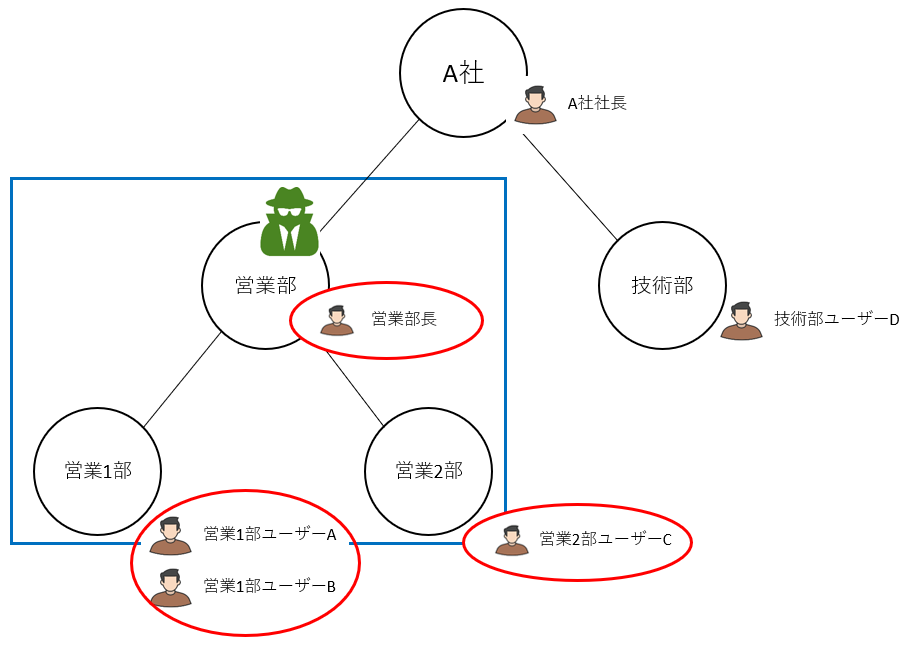 A社
A社社長
営業部
営業部長
技術部
技術部ユーザーD
営業1部
営業2部
営業1部ユーザーA
営業2部ユーザーC
営業1部ユーザーB